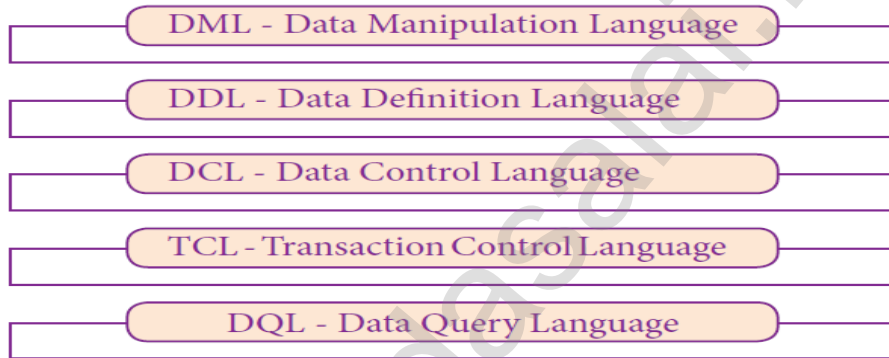 DML - Data Manipulation Language
DDL - Data Definition Language
DCL - Data Control Language
TCL - Transaction Control Language
DQL - Data Query Language